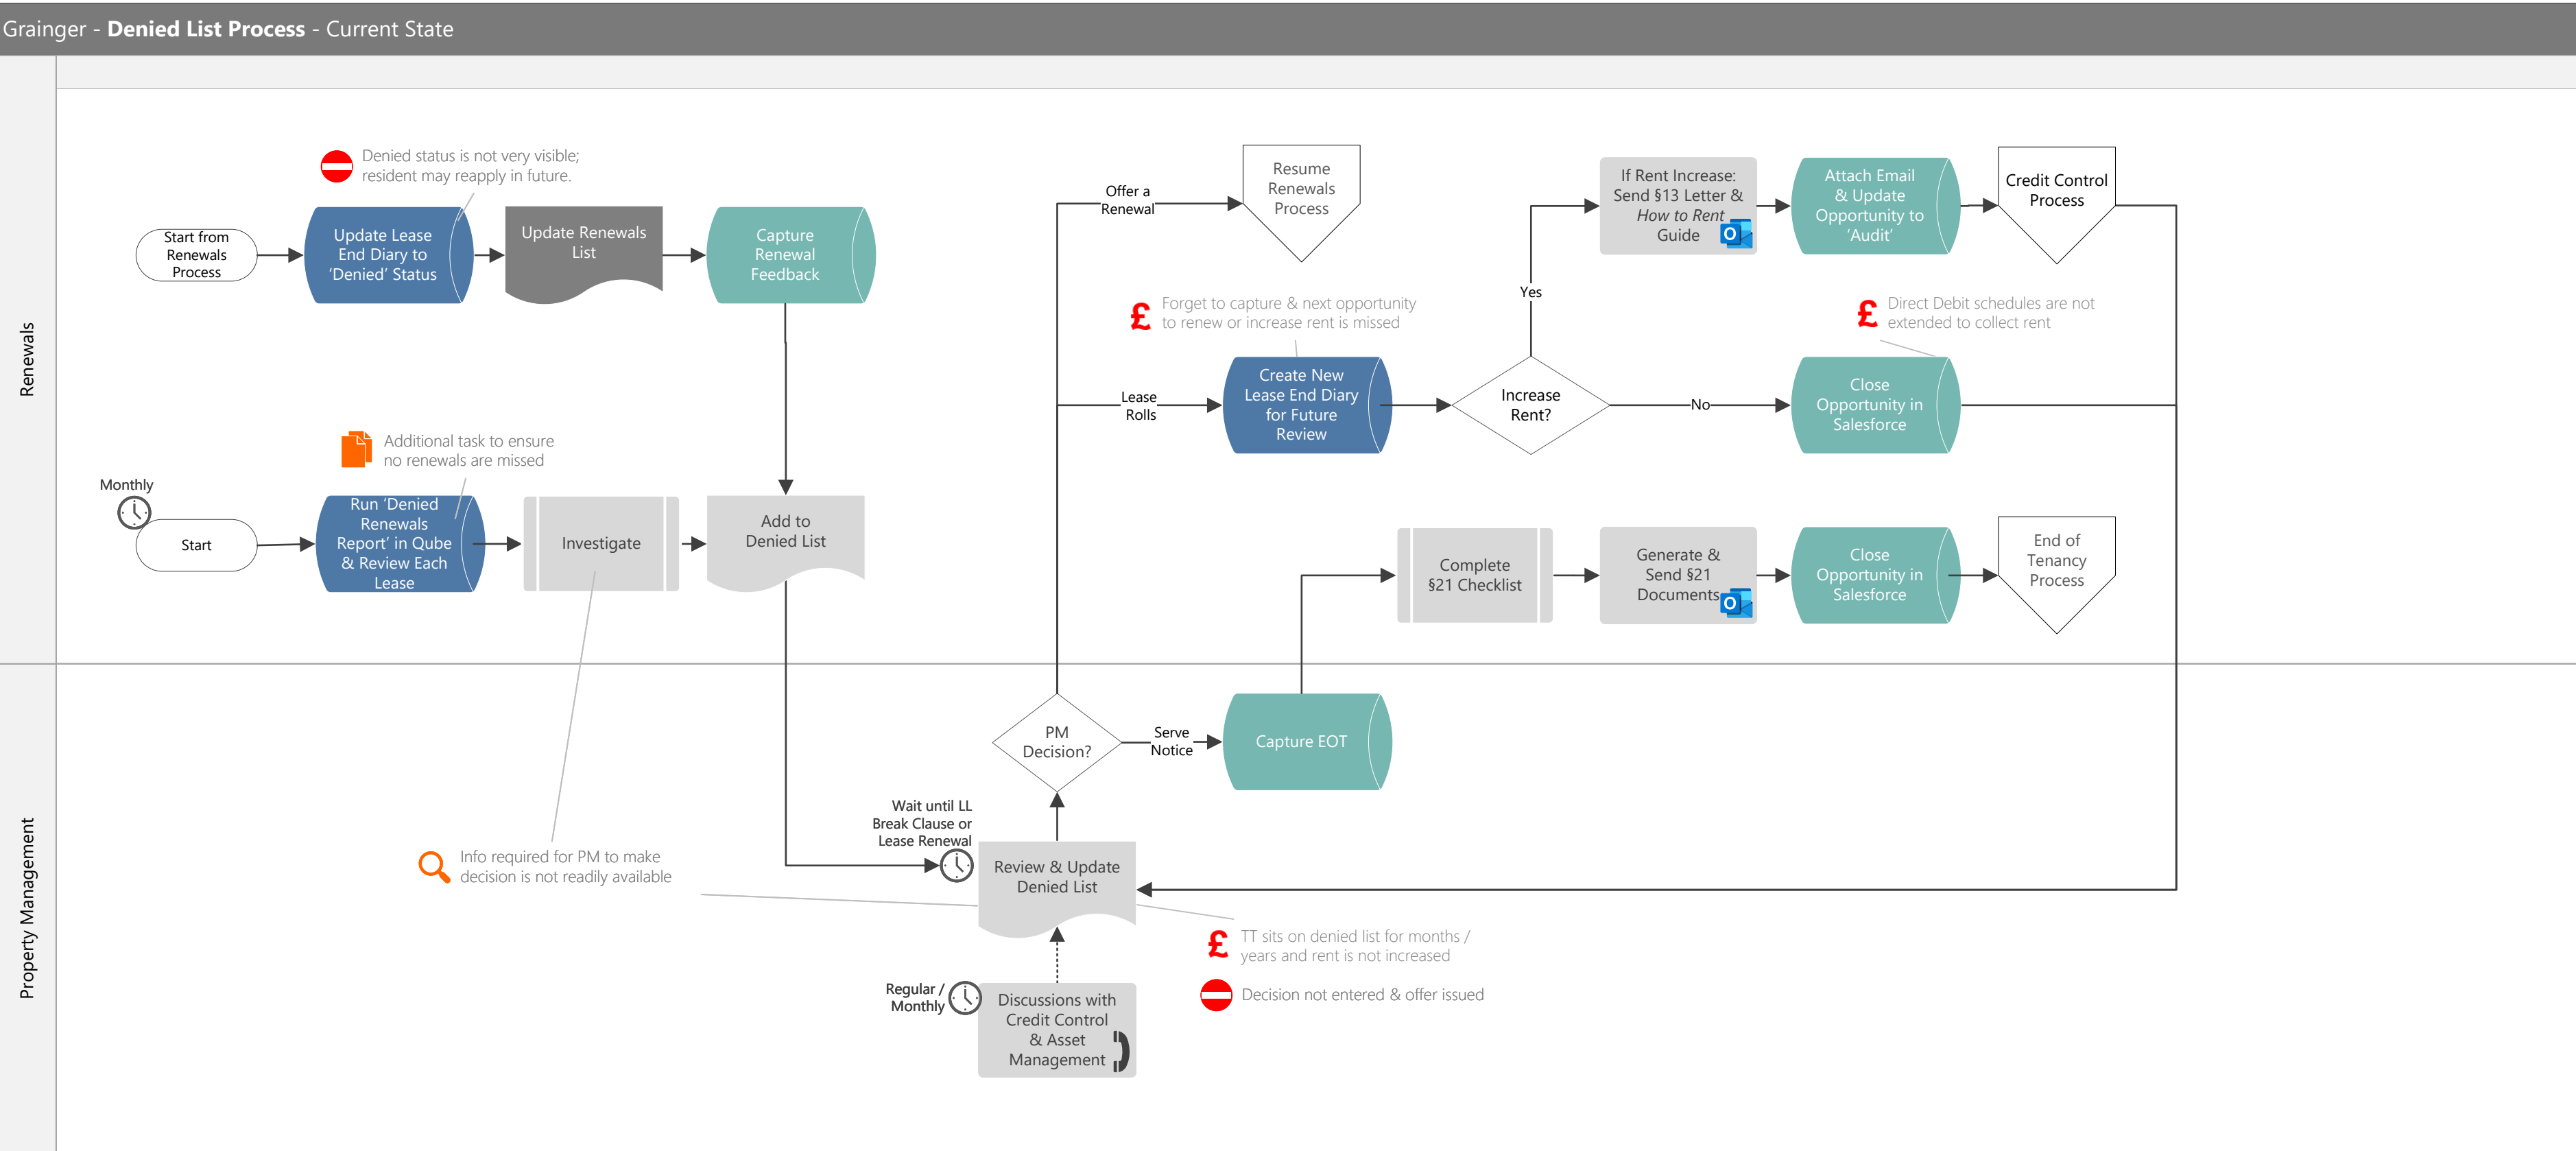 Grainger - Denied List Process - Current State
Renewals
Denied status is not very visible;
resident may reapply in future.
Start from
Renewals
Process
Update Lease
End Diary to
‘Denied’ Status
Update Renewals
List
Capture
Renewal
Feedback
Additional task to ensure
no renewals are missed
Monthly
Start
Run ‘Denied
Renewals
Report’ in Qube
& Review Each
Lease
Investigate
Add to
Denied List
Offer a
Renewal
Resume
Renewals
Process
If Rent Increase:
Send §13 Letter &
How to Rent
Guide
O
Attach Email
& Update
Opportunity to
‘Audit’
Credit Control
Process
Yes
£
Forget to capture & next opportunity
to renew or increase rent is missed
£
Direct Debit schedules are not
extended to collect rent
Lease
Rolls
Create New
Lease End Diary
for Future
Review
Increase
Rent?
No
Close
Opportunity in
Salesforce
Complete
§21 Checklist
Generate &
Send §21
Documents
O
Close
Opportunity in
Salesforce
End of
Tenancy
Process
Property Management
PM
Decision?
Serve
Notice
Capture EOT
Wait until LL
Break Clause or
Lease Renewal
Info required for PM to make
decision is not readily available
Review & Update
Denied List
£
TT sits on denied list for months /
years and rent is not increased
Decision not entered & offer issued
Regular /
Monthly
Discussions with
Credit Control
& Asset
Management